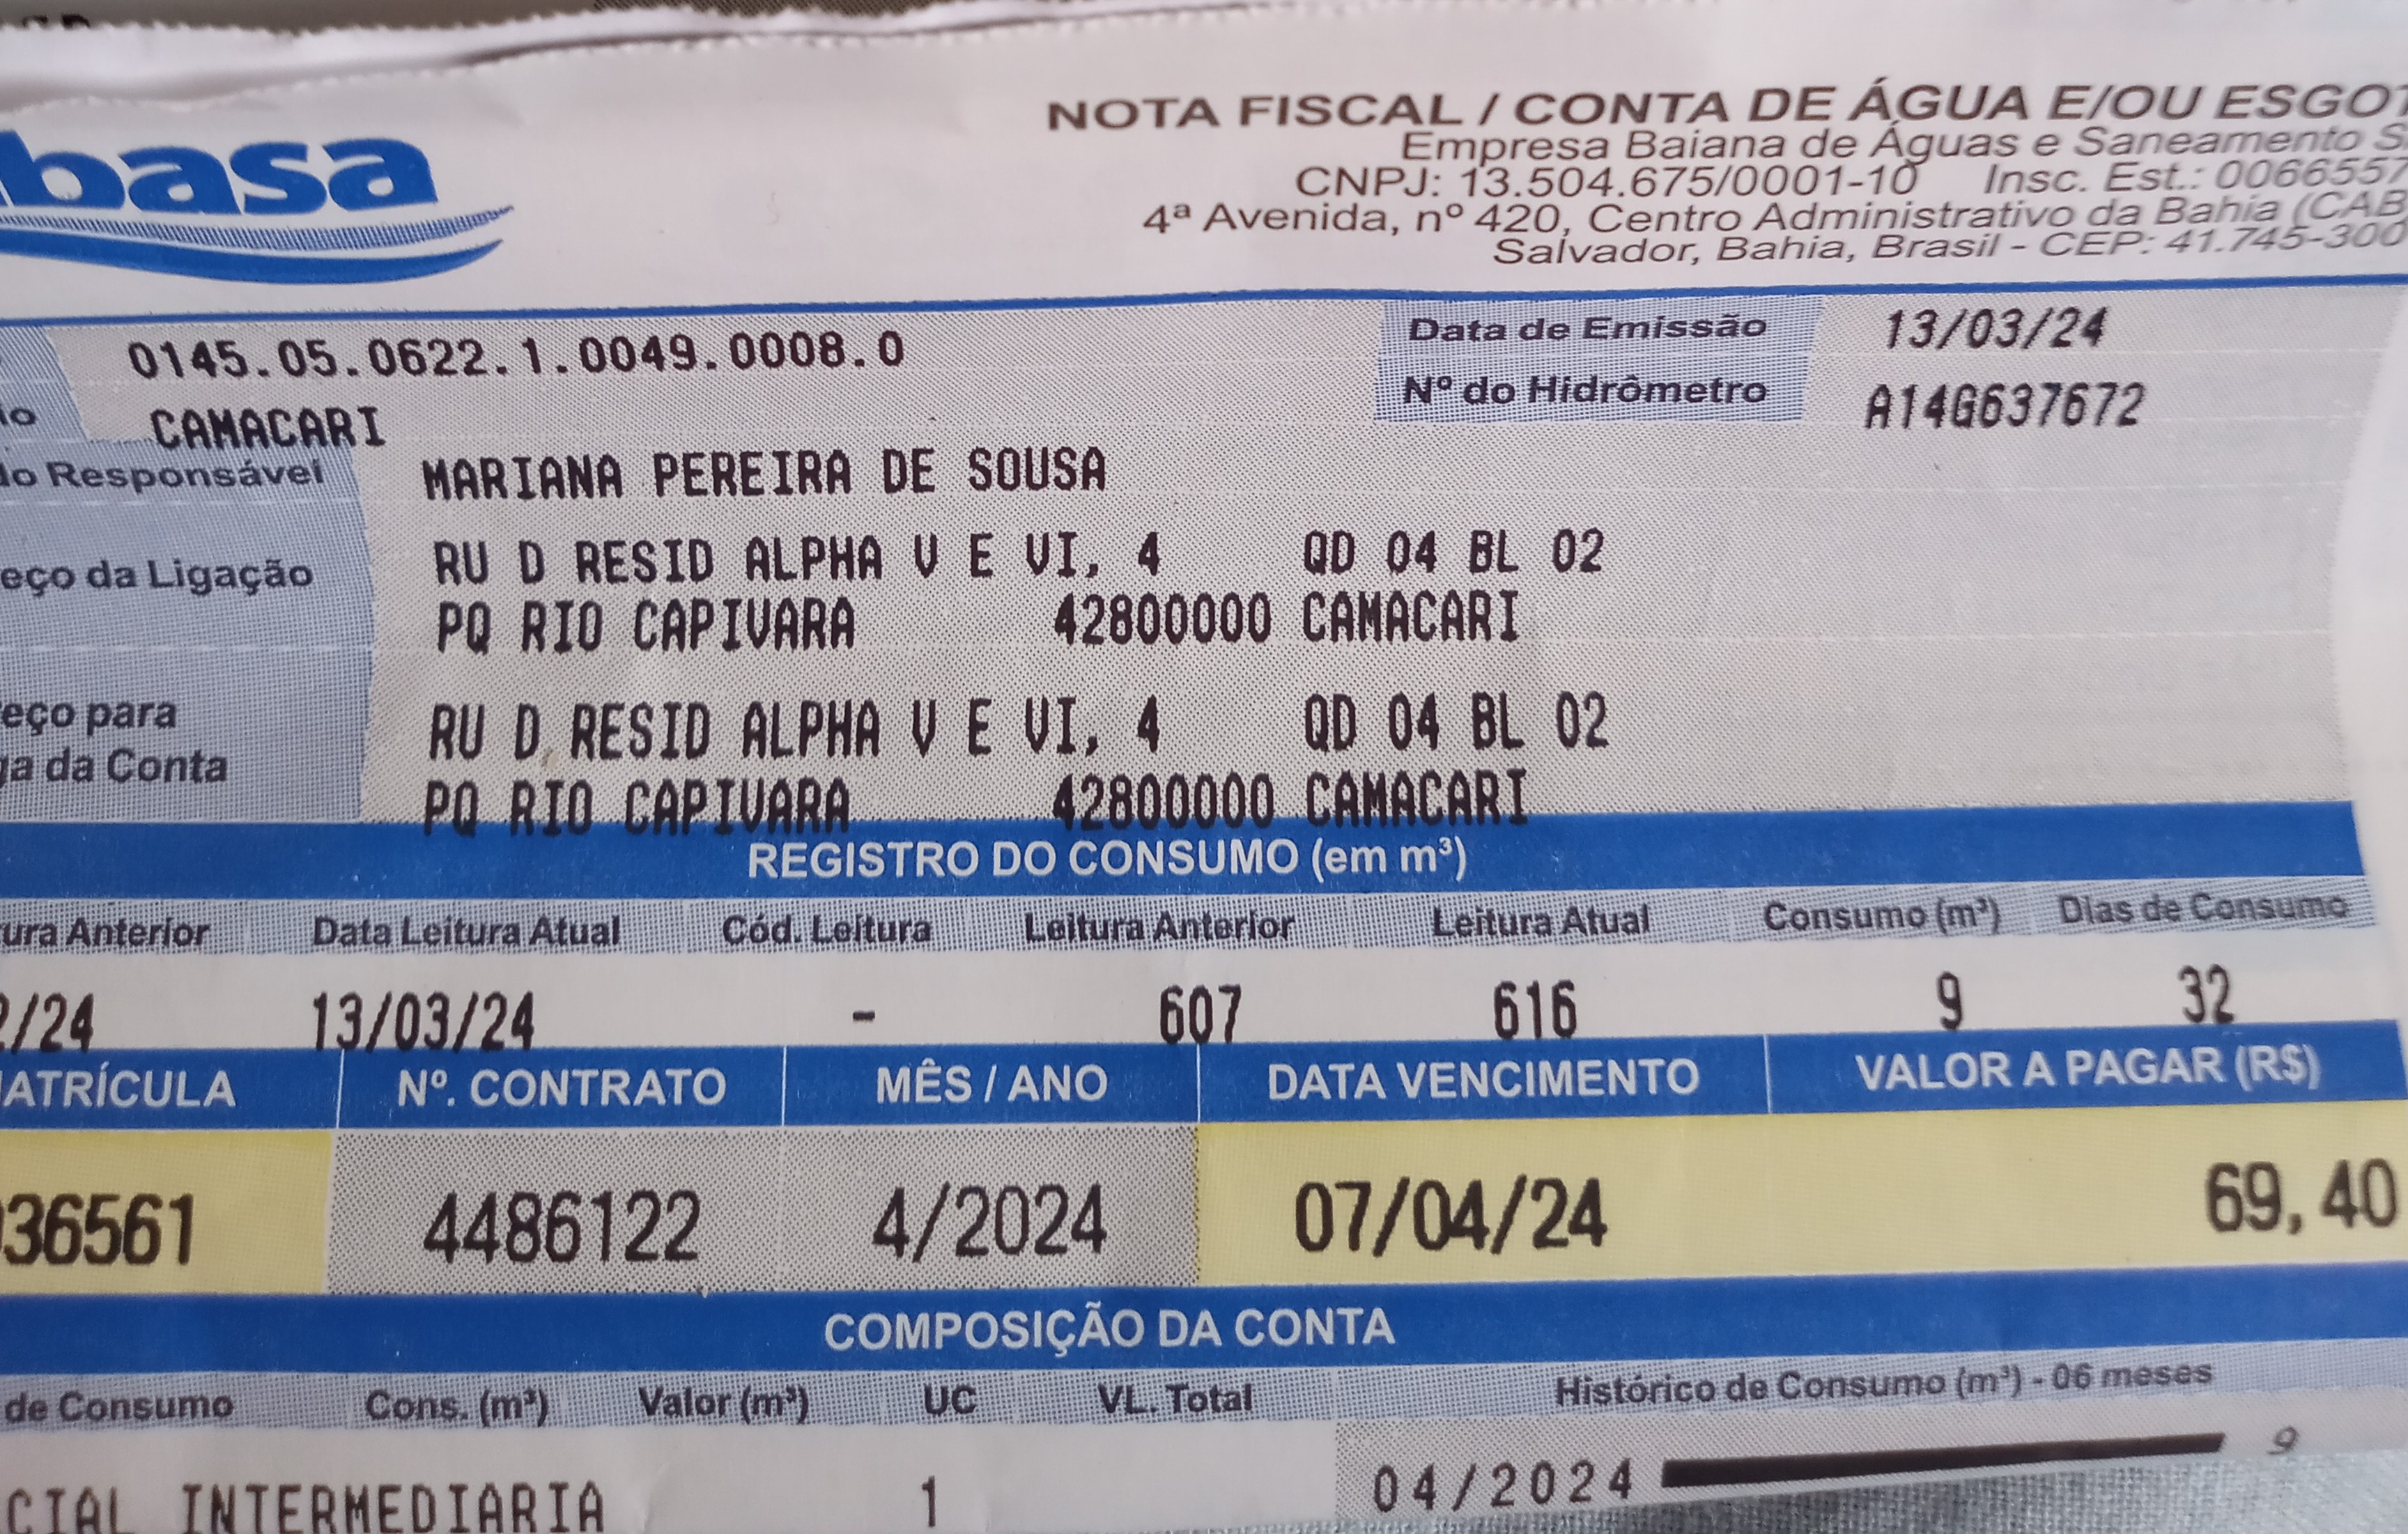 basa
NOTA FISCAL / CONTA DE ÁGUA E/OU ESGOT
Empresa Baiana de Águas e Saneamento S.
CNPJ: 13.504.675/0001-10 Insc. Est.: 0066557
4ª Avenida, nº 420, Centro Administrativo da Bahia (CAB
Salvador, Bahia, Brasil - CEP: 41.745-300
0145.05.0622.1.0049.0008.0
Data de Emissão 13/03/24
io CAMACARI
Nº do Hidrômetro A14G637672
do Responsável MARIANA PEREIRA DE SOUSA
eço da Ligação RU D RESID ALPHA V E VI, 4 QD 04 BL 02
PQ RIO CAPIVARA 42800000 CAMACARI
eço para
ga da Conta
RU D RESID ALPHA V E VI, 4 QD 04 BL 02
PQ RIO CAPIVARA 42800000 CAMACARI
REGISTRO DO CONSUMO (em m³)
ura Anterior Data Leitura Atual Cód. Leitura Leitura Anterior Leitura Atual Consumo (m³) Dias de Consumo
2/24 13/03/24 - 607 616 9 32
ATRÍCULA Nº. CONTRATO MÊS / ANO DATA VENCIMENTO VALOR A PAGAR (R$)
036561 4486122 4/2024 07/04/24 69,40
COMPOSIÇÃO DA CONTA
de Consumo Cons. (m³) Valor (m³) UC VL. Total Histórico de Consumo (m³) - 06 meses
CIAL INTERMEDIARIA 1 04/2024 9